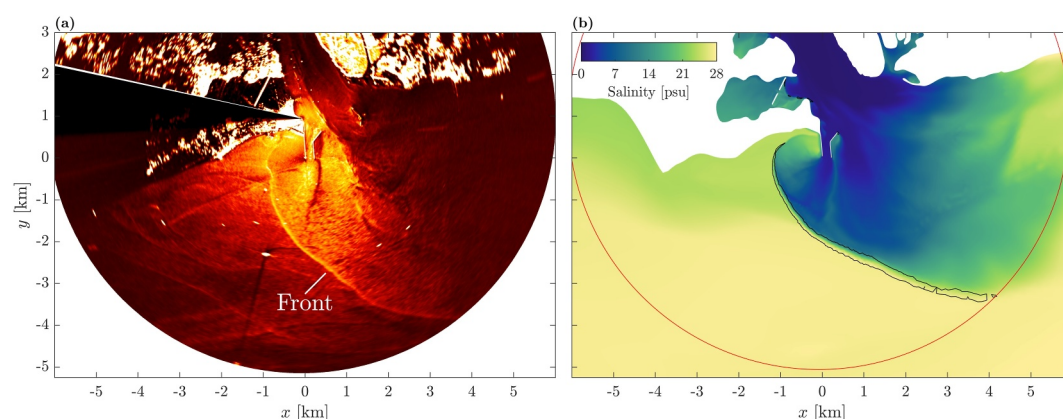 (a)
3
2
1
0
-1
-2
-3
-4
-5
y [km]
Front
-5 -4 -3 -2 -1 0 1 2 3 4 5
x [km]
(b)
0 7 14 21 28
Salinity [psu]
-5 -4 -3 -2 -1 0 1 2 3 4 5
x [km]